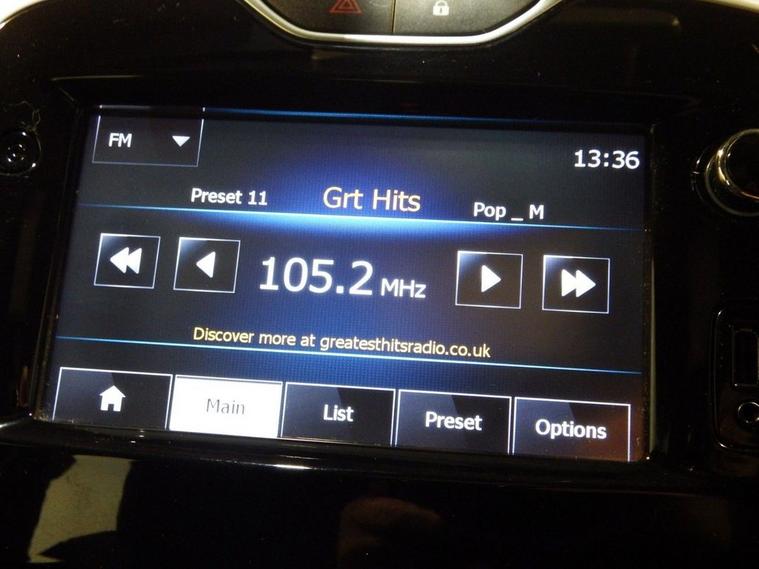 FM
13:36
Preset 11 Grt Hits Pop _ M
105.2 MHz
Discover more at greatesthitsradio.co.uk
Main List Preset Options